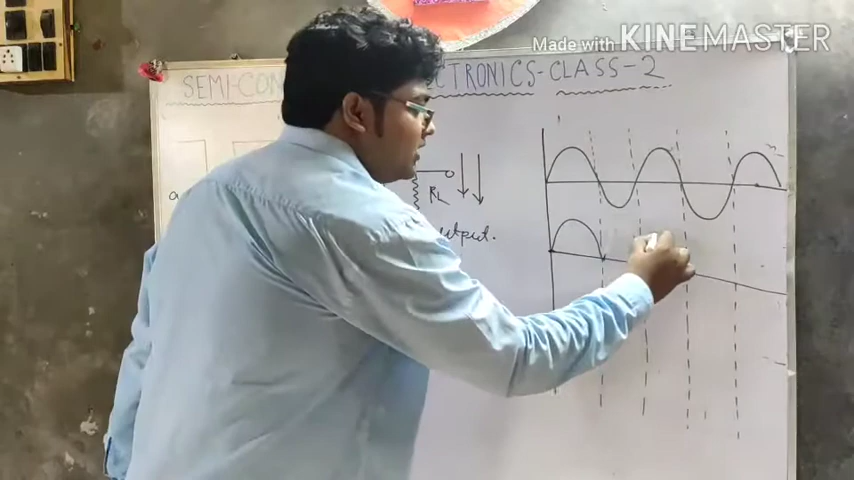 Made with KINEMASTER
SEMI-CON
CTRONICS-CLASS-2
RL
output.